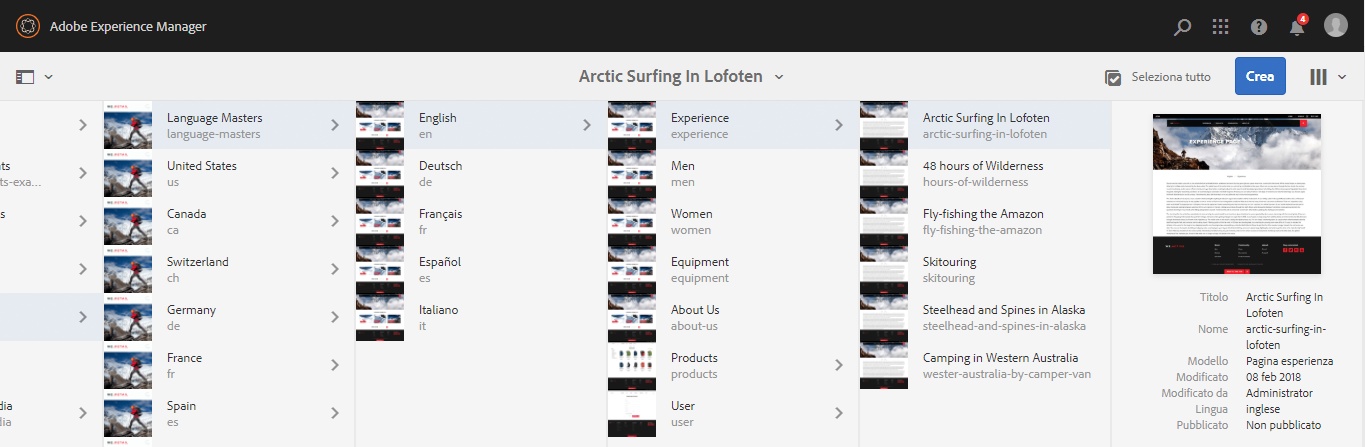 Adobe Experience Manager
4
Arctic Surfing In Lofoten
Seleziona tutto
Crea
nts
ts-exa...
s
dia
dia
Language Masters
language-masters
United States
us
Canada
ca
Switzerland
ch
Germany
de
France
fr
Spain
es
English
en
Deutsch
de
Français
fr
Español
es
Italiano
it
Experience
experience
Men
men
Women
women
Equipment
equipment
About Us
about-us
Products
products
User
user
Arctic Surfing In Lofoten
arctic-surfing-in-lofoten
48 hours of Wilderness
hours-of-wilderness
Fly-fishing the Amazon
fly-fishing-the-amazon
Skitouring
skitouring
Steelhead and Spines in Alaska
steelhead-and-spines-in-alaska
Camping in Western Australia
wester-australia-by-camper-van
EXPERIENCE PAGE
Titolo Arctic Surfing In
Lofoten
Nome arctic-surfing-in-
lofoten
Modello Pagina esperienza
Modificato 08 feb 2018
Modificato da Administrator
Lingua inglese
Pubblicato Non pubblicato